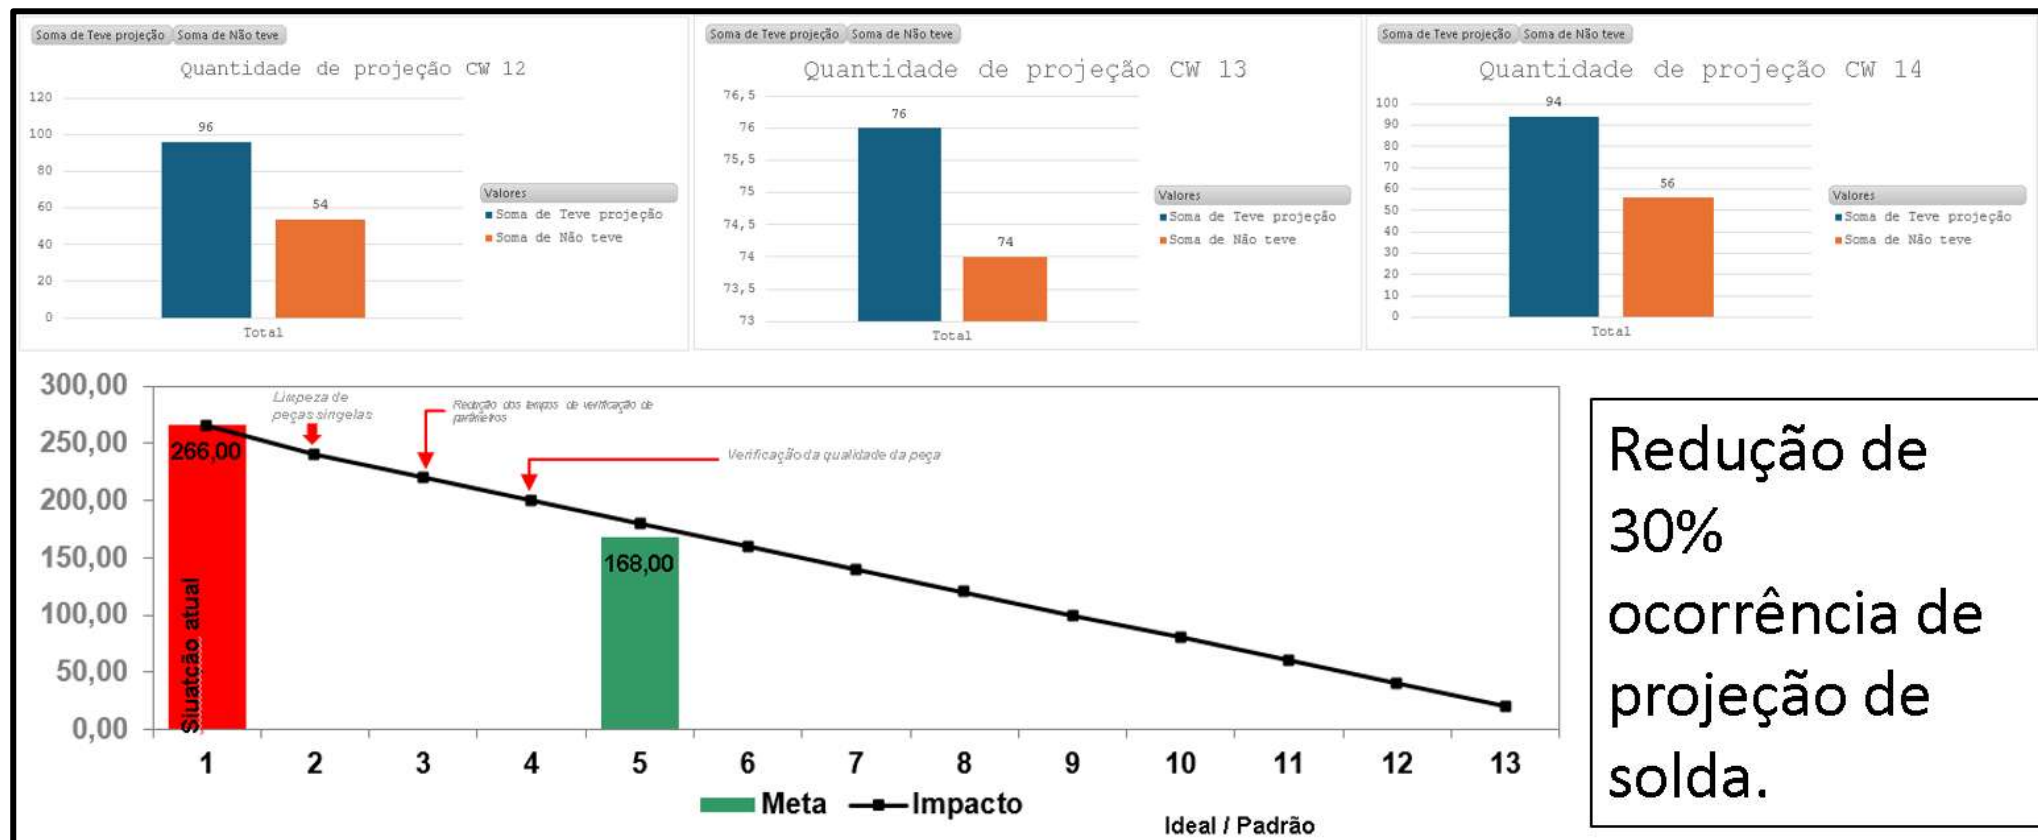 Soma de Teve projeção Soma de Não teve
Quantidade de projeção CW 12
120
100
80
60
40
20
0
96
54
Total
Valores
Soma de Teve projeção
Soma de Não teve
Soma de Teve projeção Soma de Não teve
Quantidade de projeção CW 13
76,5
76
75,5
75
74,5
74
73,5
73
76
74
Total
Valores
Soma de Teve projeção
Soma de Não teve
Soma de Teve projeção Soma de Não teve
Quantidade de projeção CW 14
100
90
80
70
60
50
40
30
20
10
0
94
56
Total
Valores
Soma de Teve projeção
Soma de Não teve
300,00
250,00
200,00
150,00
100,00
50,00
0,00
266,00
Siuatcão atual
Limpeza de
peças singelas
Redução dos tempos de verificação de
parâmetros
Verificação da qualidade da peça
168,00
1 2 3 4 5 6 7 8 9 10 11 12 13
Meta Impacto
Ideal / Padrão
Redução de
30%
ocorrência de
projeção de
solda.